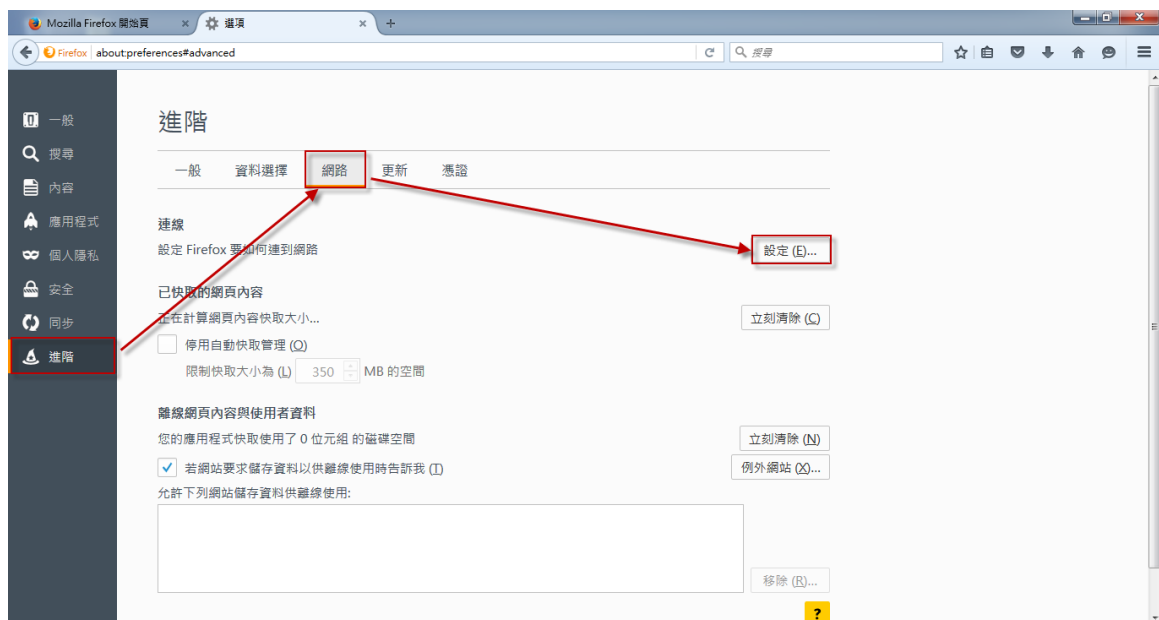 Mozilla Firefox 開始頁
選項
Firefox about:preferences#advanced
搜尋
一般
搜尋
內容
應用程式
個人隱私
安全
同步
進階
進階
一般 資料選擇 網路 更新 憑證
連線
設定 Firefox 要如何連到網路
設定 (E)...
已快取的網頁內容
正在計算網頁內容快取大小...
立刻清除 (C)
停用自動快取管理 (O)
限制快取大小為 (L) 350 MB 的空間
離線網頁內容與使用者資料
您的應用程式快取使用了 0 位元組 的磁碟空間
立刻清除 (N)
若網站要求儲存資料以供離線使用時告訴我 (T)
例外網站 (X)...
允許下列網站儲存資料供離線使用:
移除 (R)...
?